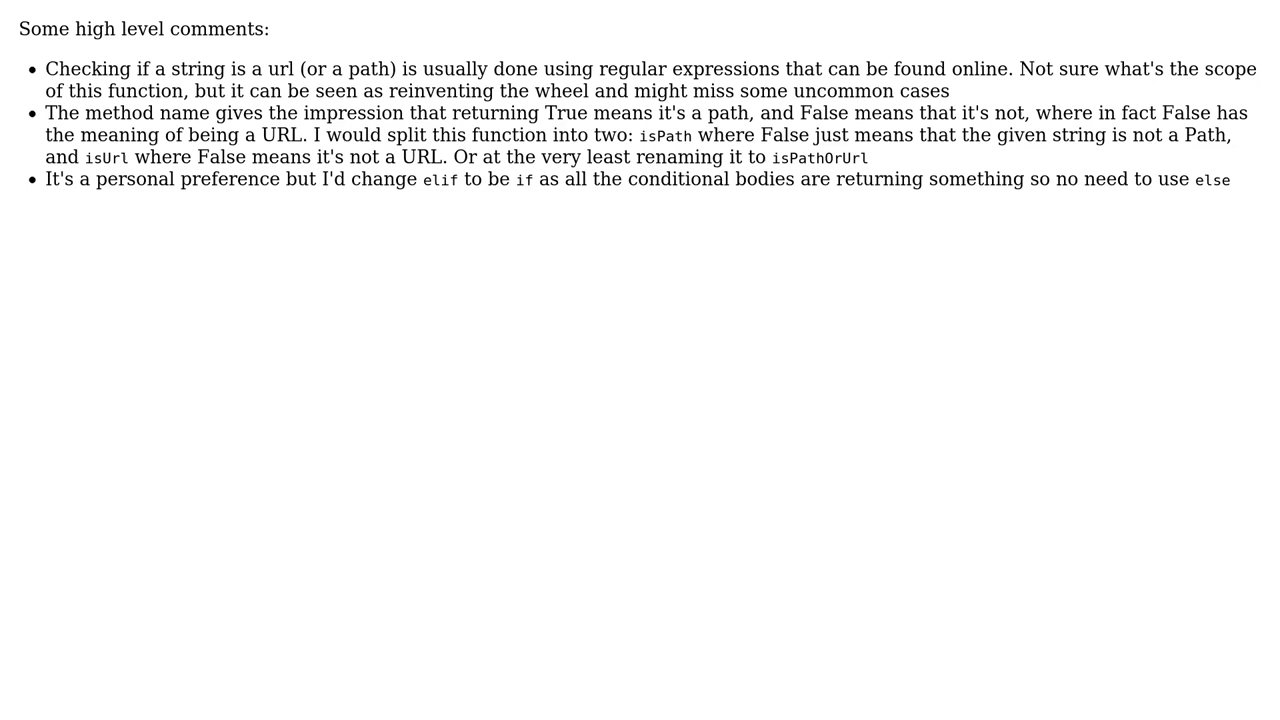 Some high level comments:
• Checking if a string is a url (or a path) is usually done using regular expressions that can be found online. Not sure what's the scope
of this function, but it can be seen as reinventing the wheel and might miss some uncommon cases
• The method name gives the impression that returning True means it's a path, and False means that it's not, where in fact False has
the meaning of being a URL. I would split this function into two: isPath where False just means that the given string is not a Path,
and isUrl where False means it's not a URL. Or at the very least renaming it to isPathOrUrl
• It's a personal preference but I'd change elif to be if as all the conditional bodies are returning something so no need to use else